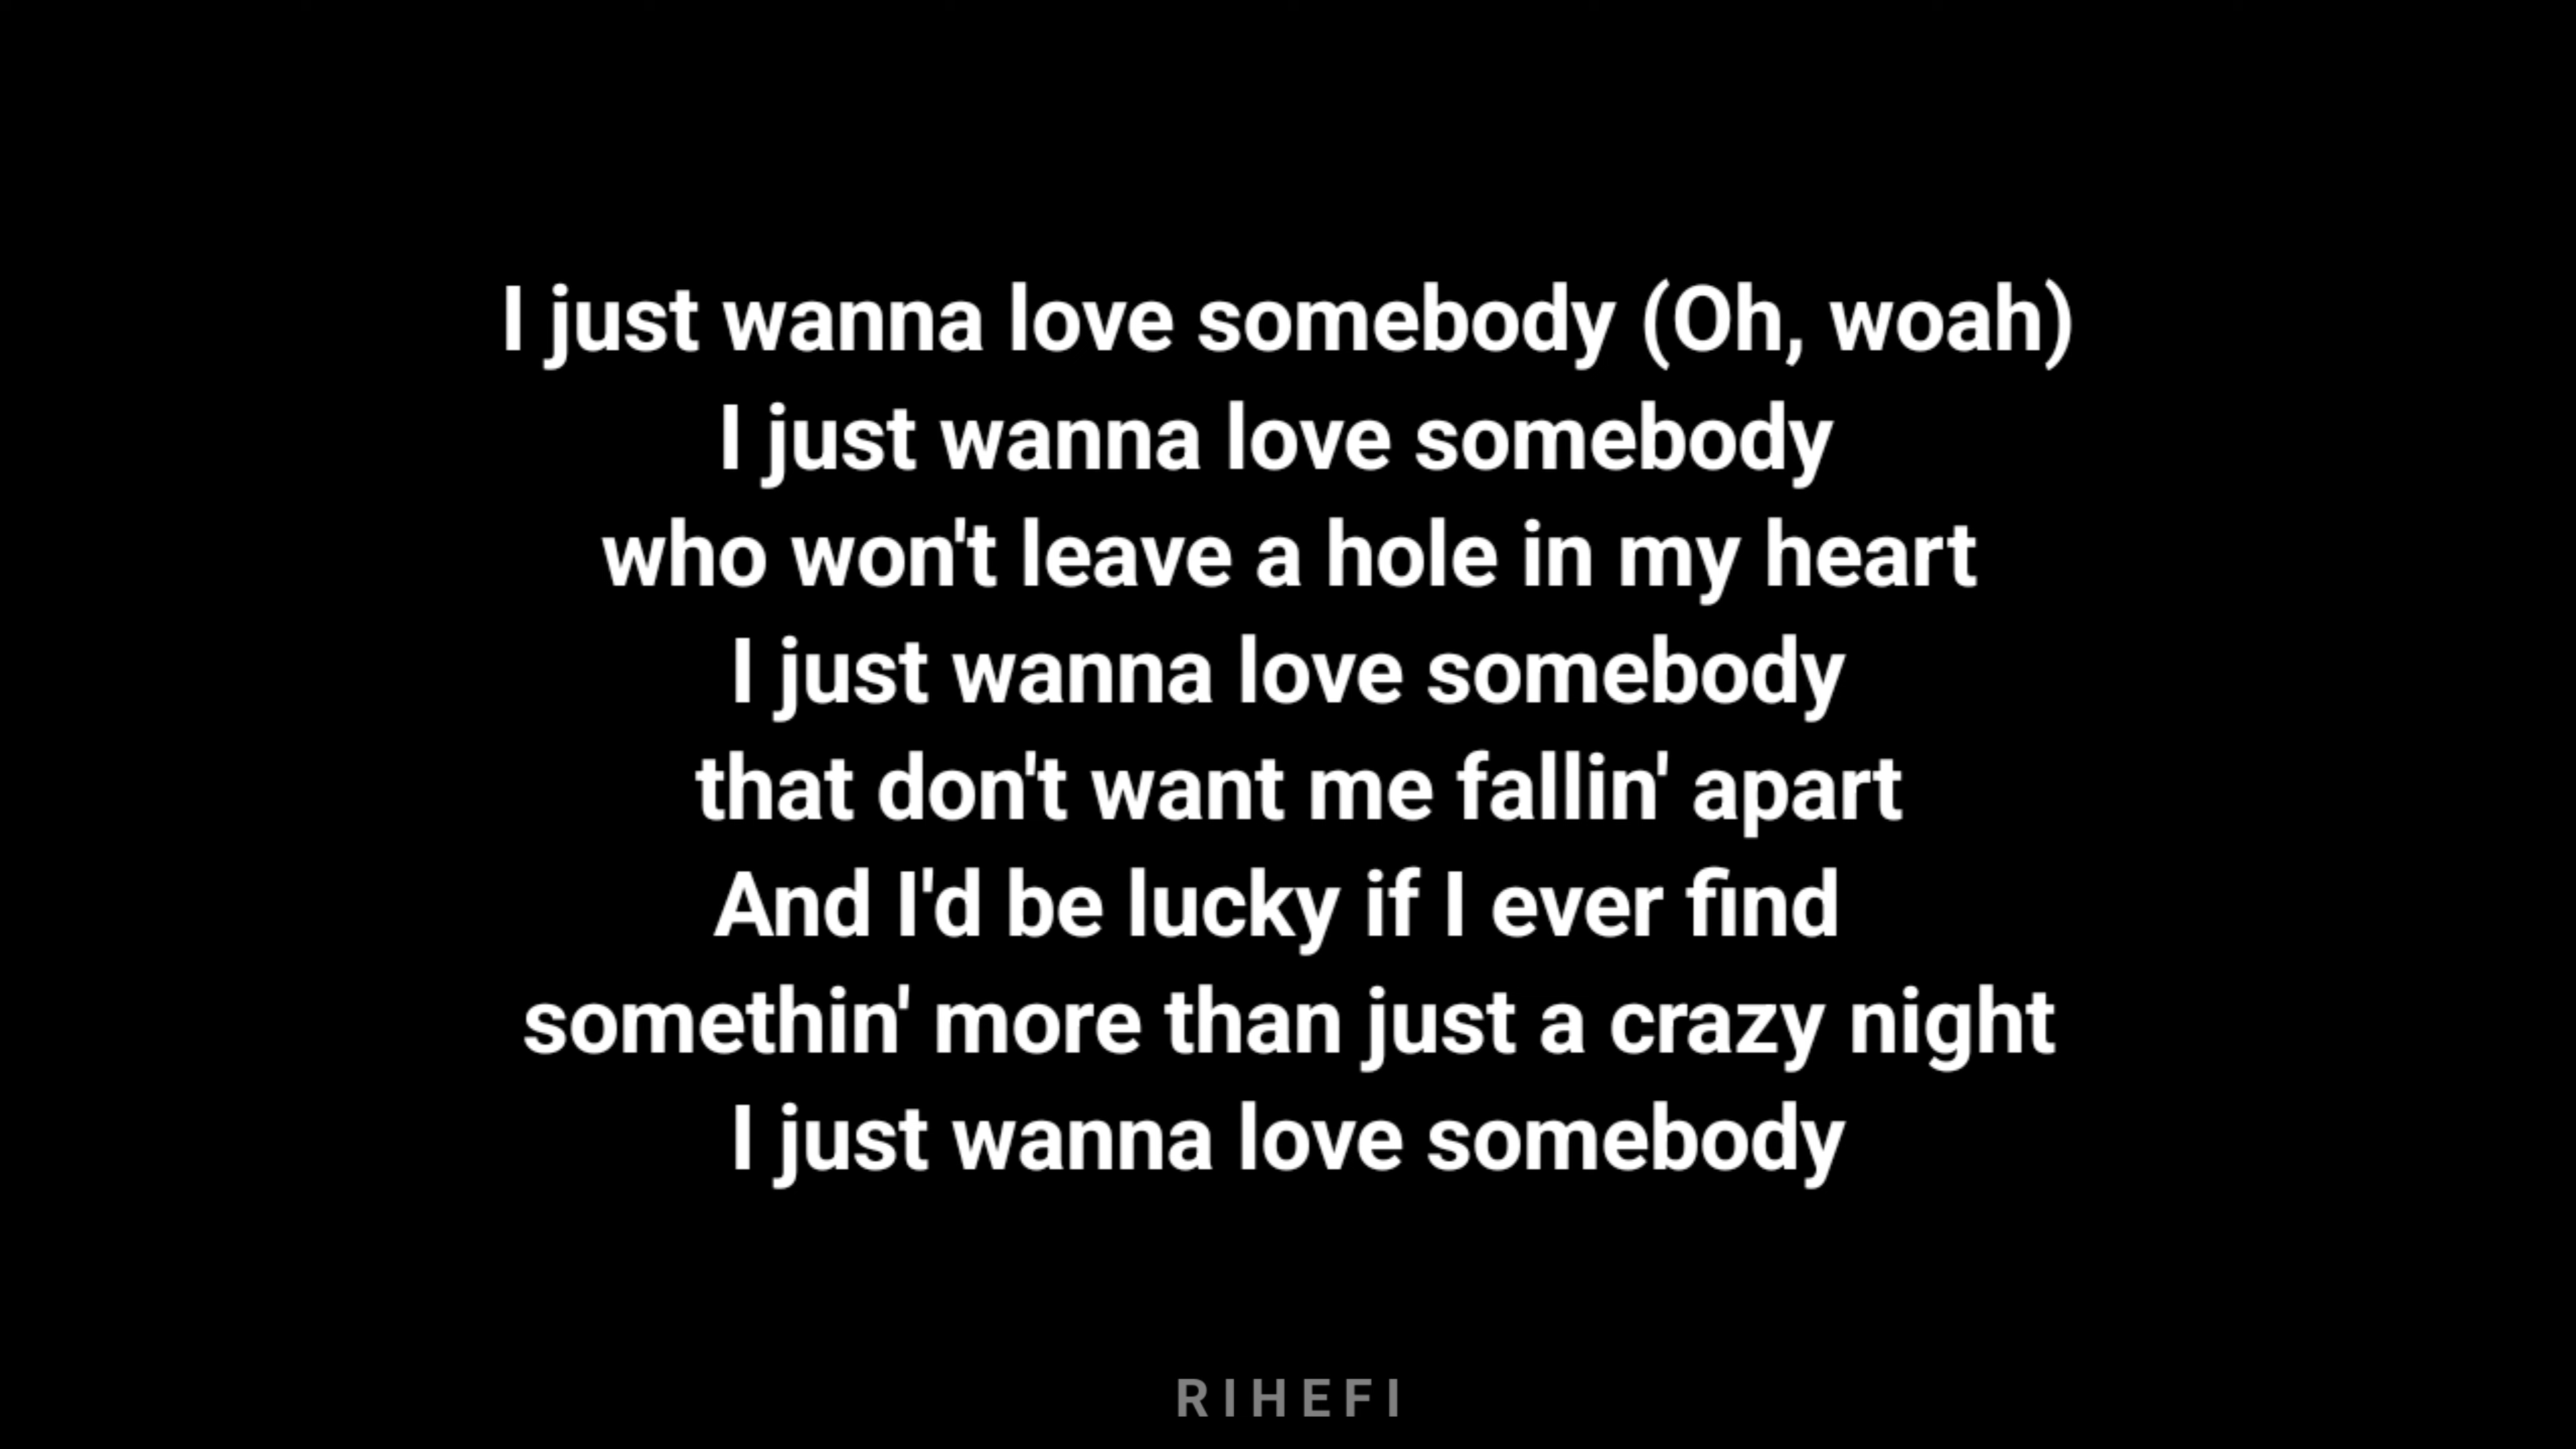 I just wanna love somebody (Oh, woah)
I just wanna love somebody
who won't leave a hole in my heart
I just wanna love somebody
that don't want me fallin' apart
And I'd be lucky if I ever find
somethin' more than just a crazy night
I just wanna love somebody
RIHEFI